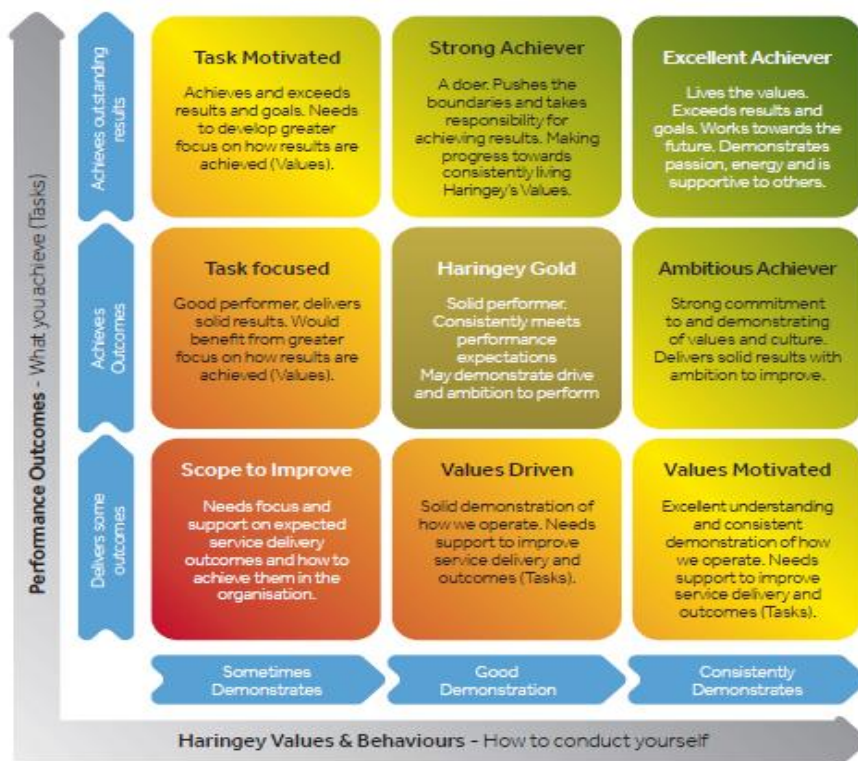 Performance Outcomes - What you achieve (Tasks)
Achieves outstanding
results
Task Motivated
Achieves and exceeds
results and goals. Needs
to develop greater
focus on how results are
achieved (Values).
Strong Achiever
A doer. Pushes the
boundaries and takes
responsibility for
achieving results. Making
progress towards
consistently living
Haringey's Values.
Excellent Achiever
Lives the values.
Exceeds results and
goals. Works towards the
future. Demonstrates
passion, energy and is
supportive to others.
Achieves
Outcomes
Task focused
Good performer, delivers
solid results. Would
benefit from greater
focus on how results are
achieved (Values).
Haringey Gold
Solid performer.
Consistently meets
performance
expectations
May demonstrate drive
and ambition to perform
Ambitious Achiever
Strong commitment
to and demonstrating
of values and culture.
Delivers solid results with
ambition to improve.
Delivers some
outcomes
Scope to Improve
Needs focus and
support on expected
service delivery
outcomes and how to
achieve them in the
organisation.
Values Driven
Solid demonstration of
how we operate. Needs
support to improve
service delivery and
outcomes (Tasks).
Values Motivated
Excellent understanding
and consistent
demonstration of how
we operate. Needs
support to improve
service delivery and
outcomes (Tasks).
Sometimes
Demonstrates
Good
Demonstration
Consistently
Demonstrates
Haringey Values & Behaviours - How to conduct yourself